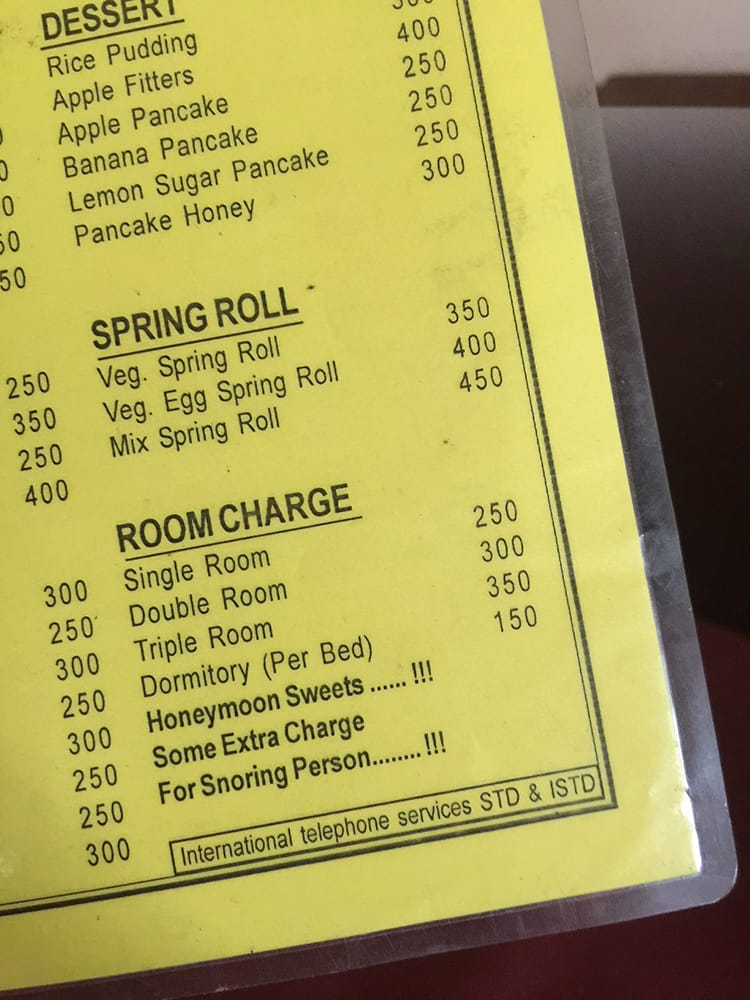 250
350
250
400
300
250
300
250
300
250
250
300
DESSERT
Rice Pudding
Apple Fitters 400
Apple Pancake 250
Banana Pancake 250
Lemon Sugar Pancake 250
Pancake Honey 300
SPRING ROLL
Veg. Spring Roll 350
Veg. Egg Spring Roll 400
Mix Spring Roll 450
ROOM CHARGE
Single Room 250
Double Room 300
Triple Room 350
Dormitory (Per Bed) 150
Honeymoon Sweets ...... !!!
Some Extra Charge
For Snoring Person........ !!!
International telephone services STD & ISTD